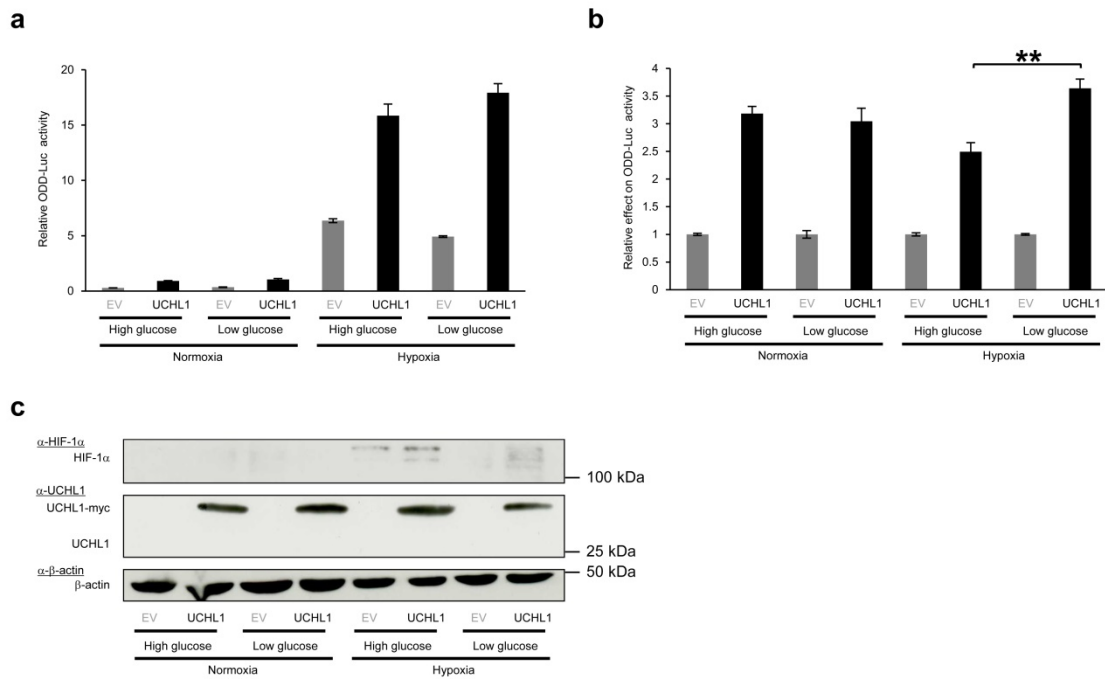 a
Relative ODD-Luc activity
20
15
10
5
0
EV UCHL1 EV UCHL1 EV UCHL1 EV UCHL1
High glucose Low glucose High glucose Low glucose
Normoxia Hypoxia
b
Relative effect on ODD-Luc activity
4
3.5
3
2.5
2
1.5
1
0.5
0
**
EV UCHL1 EV UCHL1 EV UCHL1 EV UCHL1
High glucose Low glucose High glucose Low glucose
Normoxia Hypoxia
c
α-HIF-1α
HIF-1α
100 kDa
α-UCHL1
UCHL1-myc
UCHL1
25 kDa
α-β-actin
50 kDa
β-actin
EV UCHL1 EV UCHL1 EV UCHL1 EV UCHL1
High glucose Low glucose High glucose Low glucose
Normoxia Hypoxia